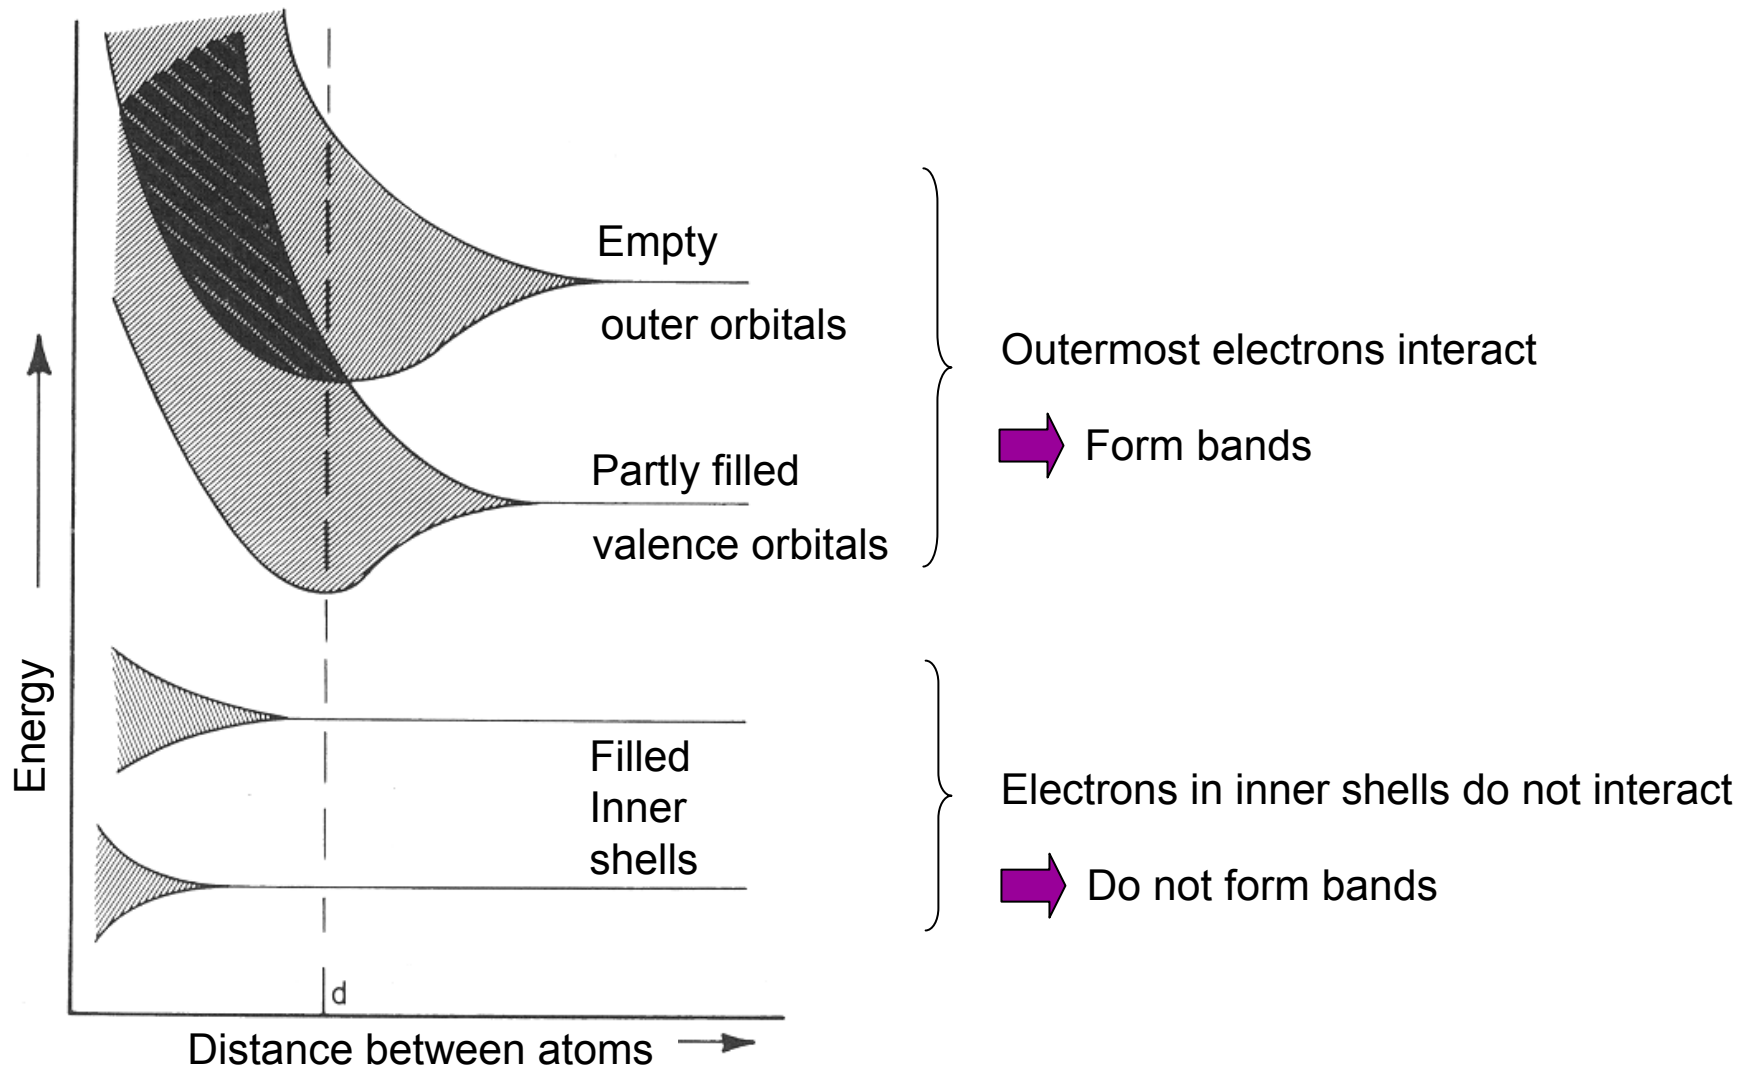 Empty
outer orbitals
Outermost electrons interact
Form bands
Partly filled
valence orbitals
Energy
Filled
Inner
shells
Electrons in inner shells do not interact
Do not form bands
d
Distance between atoms